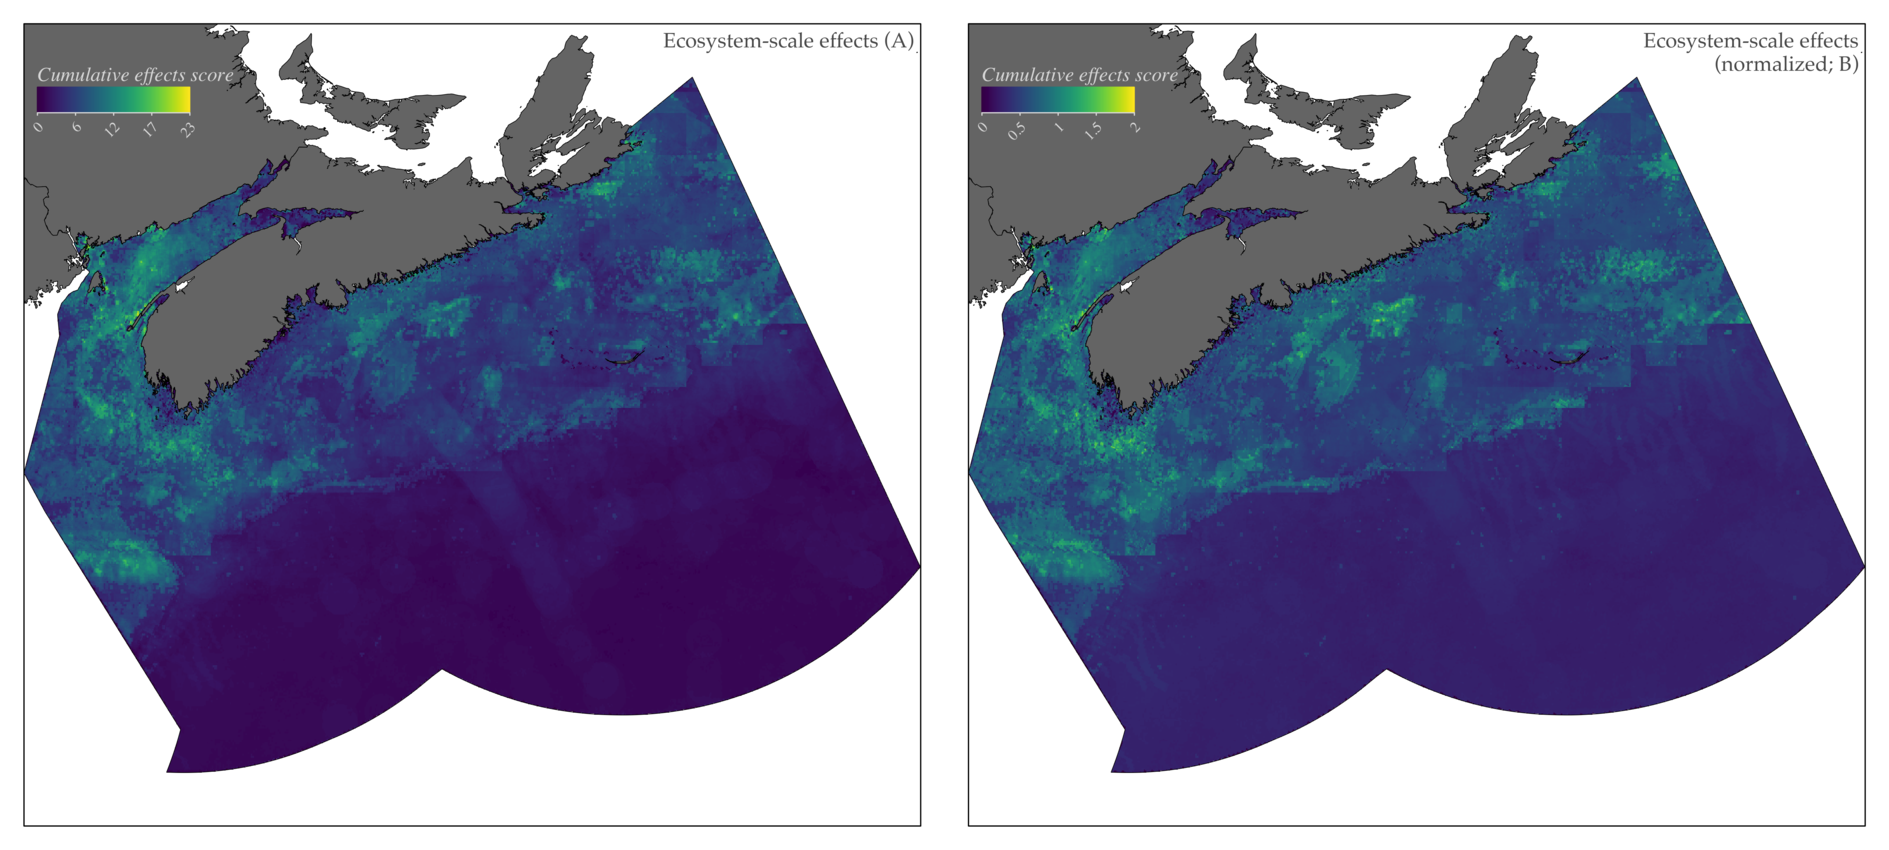 Ecosystem-scale effects (A)
Cumulative effects score
0 6 12 17 23
Ecosystem-scale effects
(normalized; B)
Cumulative effects score
0 0.5 1 1.5 2